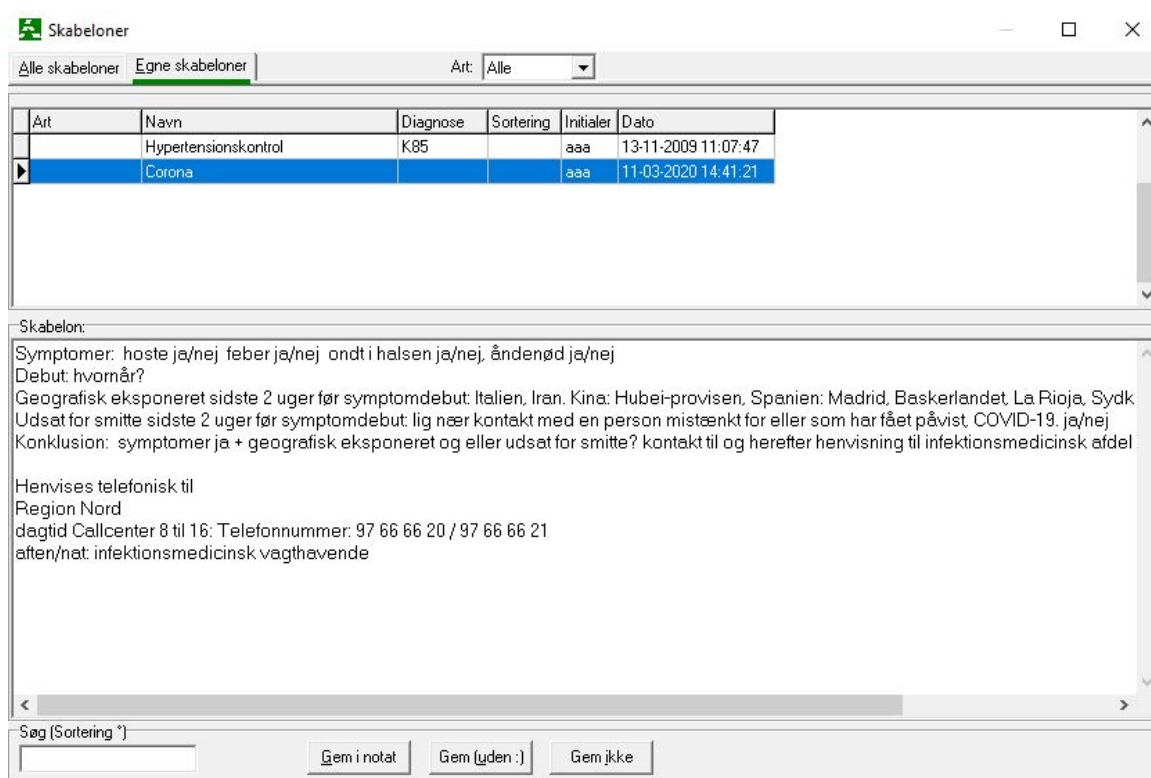 Skabeloner
Alle skabeloner Egne skabeloner Art: Alle
Art Navn Diagnose Sortering Initialer Dato
Hypertensionskontrol K85 aaa 13-11-2009 11:07:47
Corona aaa 11-03-2020 14:41:21
Skabelon:
Symptomer: hoste ja/nej feber ja/nej ondt i halsen ja/nej, åndenød ja/nej
Debut: hvornår?
Geografisk eksponeret sidste 2 uger før symptomdebut: Italien, Iran. Kina: Hubei-provisen, Spanien: Madrid, Baskerlandet, La Rioja, Sydk
Udsat for smitte sidste 2 uger før symptomdebut: lig nær kontakt med en person mistænkt for eller som har fået påvist, COVID-19. ja/nej
Konklusion: symptomer ja + geografisk eksponeret og eller udsat for smitte? kontakt til og herefter henvisning til infektionsmedicinsk afdel
Henvises telefonisk til
Region Nord
dagtid Callcenter 8 til 16: Telefonnummer: 97 66 66 20 / 97 66 66 21
aften/nat: infektionsmedicinsk vagthavende
Søg (Sortering *)
Gem i notat Gem (uden :) Gem ikke